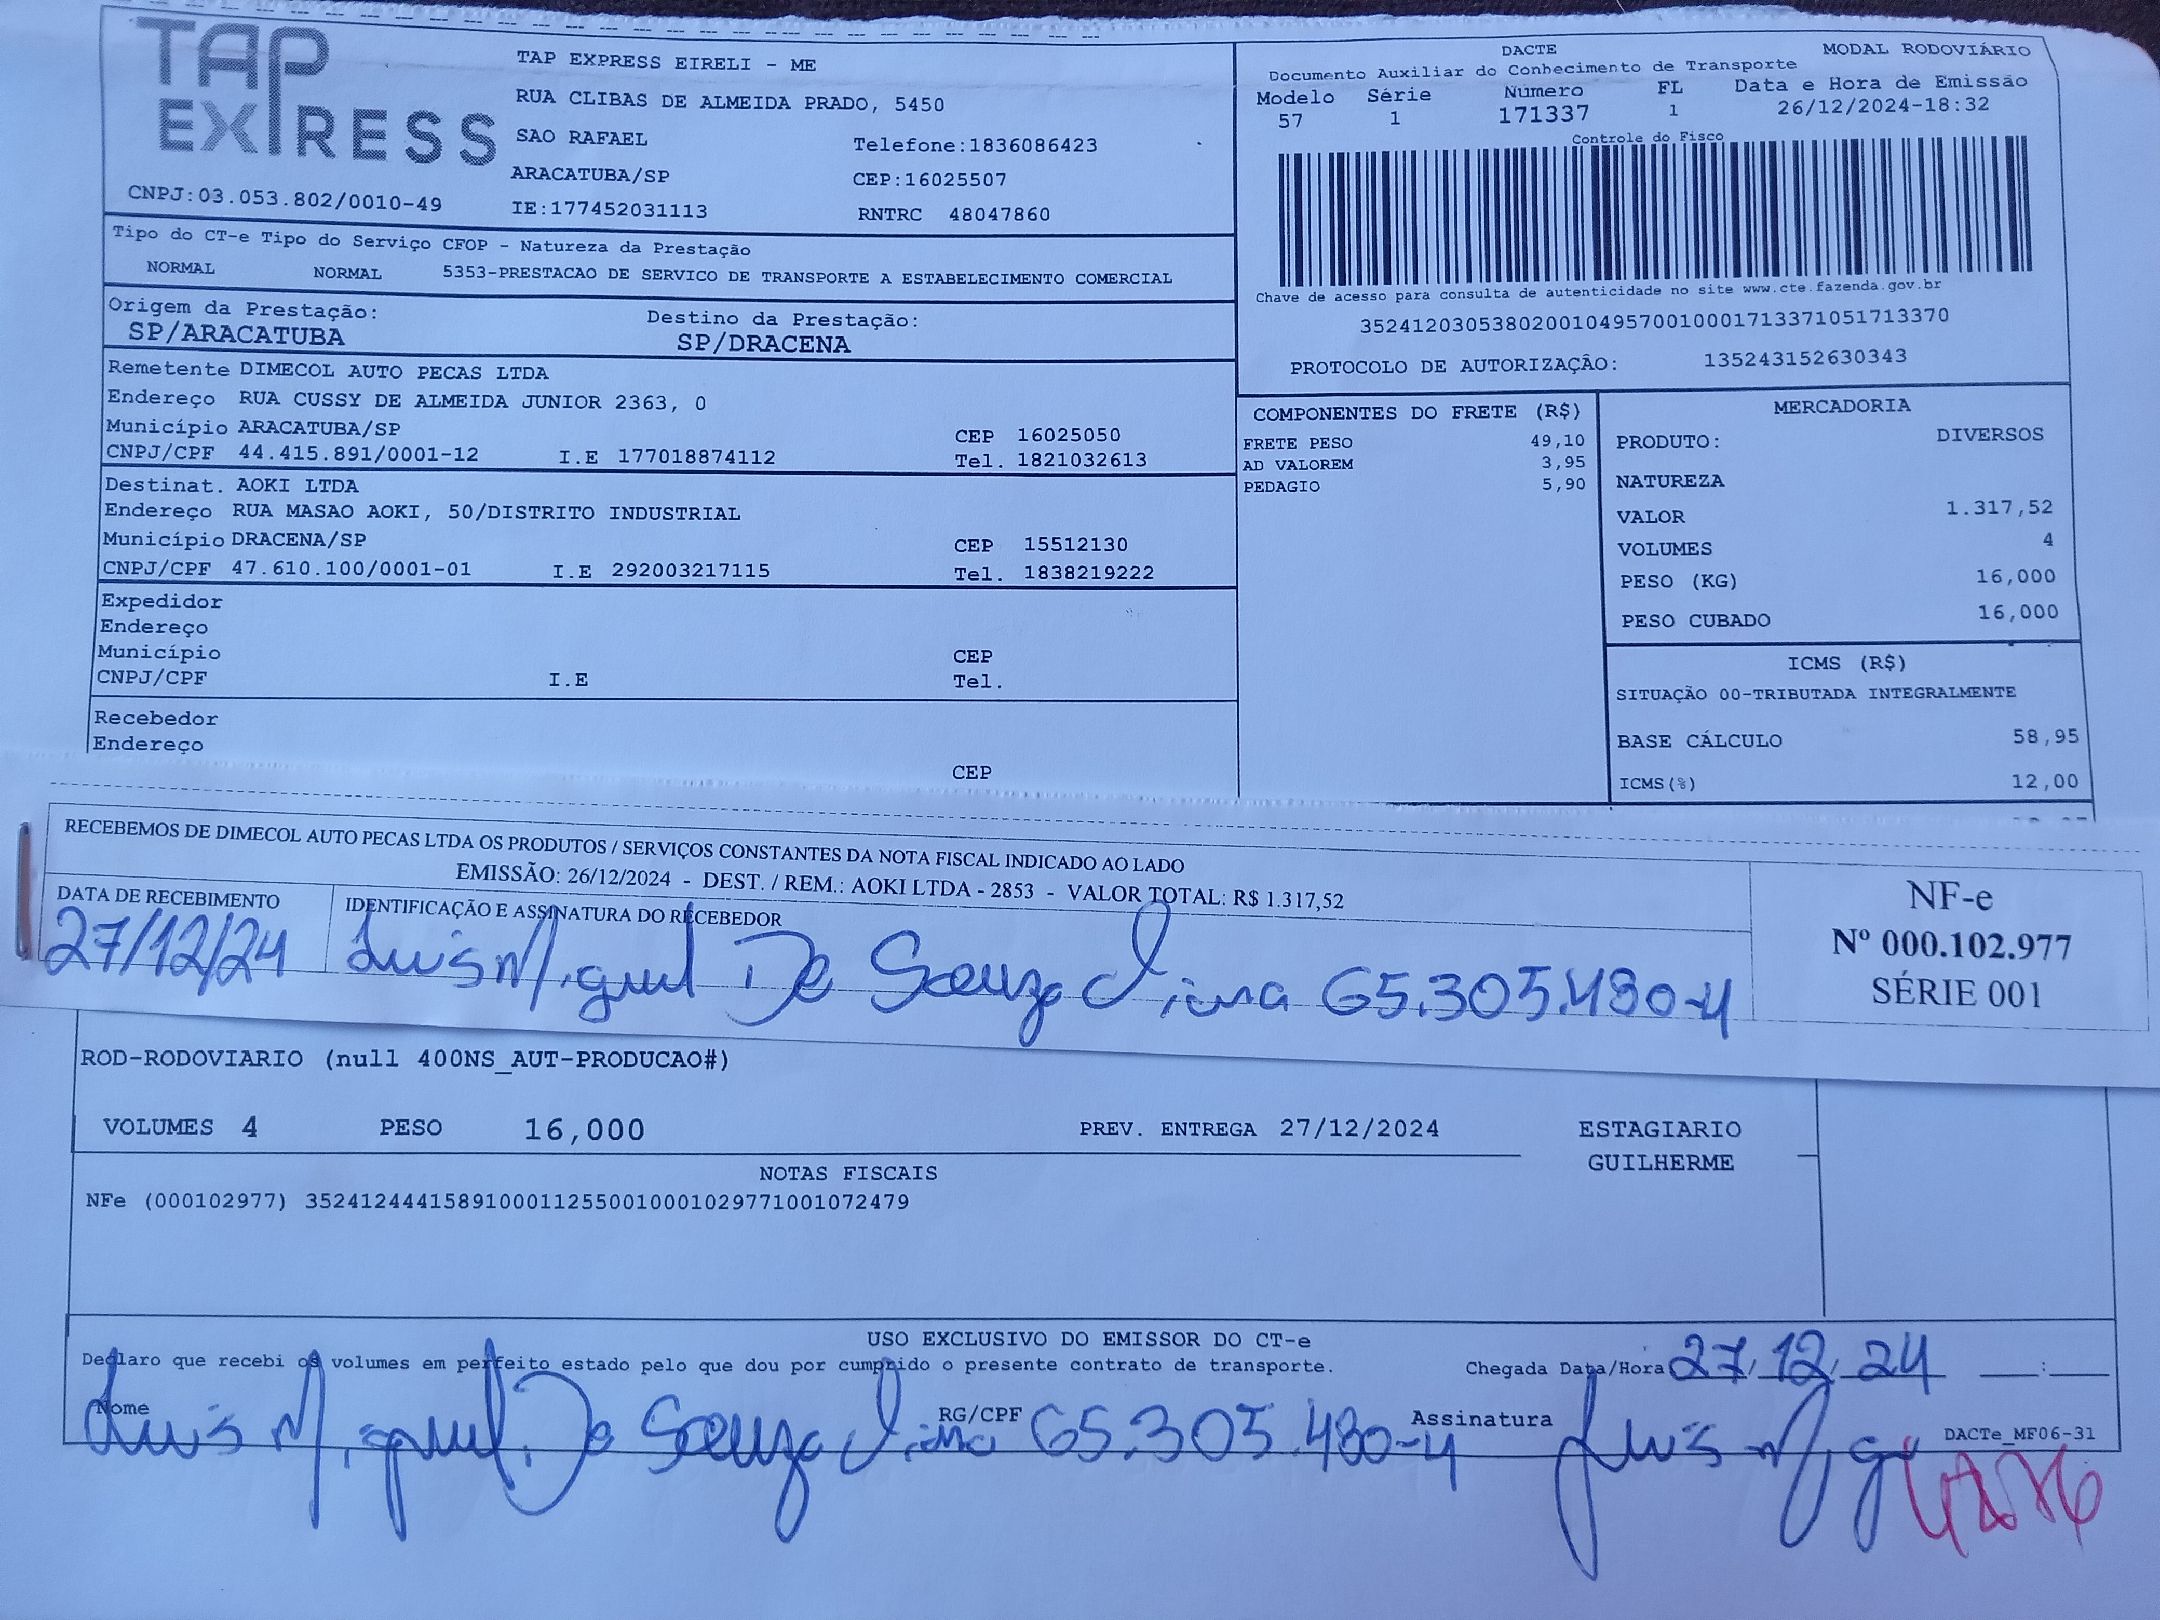 TAP EXPRESS
TAP EXPRESS EIRELI - ME
RUA CLIBAS DE ALMEIDA PRADO, 5450
SAO RAFAEL Telefone:1836086423
ARACATUBA/SP CEP:16025507
CNPJ:03.053.802/0010-49 IE:177452031113 RNTRC 48047860
DACTE MODAL RODOVIÁRIO
Documento Auxiliar do Conhecimento de Transporte
Modelo Série Número FL Data e Hora de Emissão
57 1 171337 1 26/12/2024-18:32
Controle do Fisco
Chave de acesso para consulta de autenticidade no site www.cte.fazenda.gov.br
35241203053802001049570010001713371051713370
PROTOCOLO DE AUTORIZAÇÃO: 135243152630343
Tipo do CT-e Tipo do Serviço CFOP - Natureza da Prestação
NORMAL NORMAL 5353-PRESTACAO DE SERVICO DE TRANSPORTE A ESTABELECIMENTO COMERCIAL
Origem da Prestação: Destino da Prestação:
SP/ARACATUBA SP/DRACENA
Remetente DIMECOL AUTO PECAS LTDA
Endereço RUA CUSSY DE ALMEIDA JUNIOR 2363, 0
Município ARACATUBA/SP CEP 16025050
CNPJ/CPF 44.415.891/0001-12 I.E 177018874112 Tel. 1821032613
Destinat. AOKI LTDA
Endereço RUA MASAO AOKI, 50/DISTRITO INDUSTRIAL
Município DRACENA/SP CEP 15512130
CNPJ/CPF 47.610.100/0001-01 I.E 292003217115 Tel. 1838219222
Expedidor
Endereço
Município CEP
CNPJ/CPF I.E Tel.
Recebedor
Endereço
CEP
COMPONENTES DO FRETE (R$)
FRETE PESO 49,10
AD VALOREM 3,95
PEDAGIO 5,90
MERCADORIA
PRODUTO: DIVERSOS
NATUREZA
VALOR 1.317,52
VOLUMES 4
PESO (KG) 16,000
PESO CUBADO 16,000
ICMS (R$)
SITUAÇÃO 00-TRIBUTADA INTEGRALMENTE
BASE CÁLCULO 58,95
ICMS(%) 12,00
RECEBEMOS DE DIMECOL AUTO PECAS LTDA OS PRODUTOS / SERVIÇOS CONSTANTES DA NOTA FISCAL INDICADO AO LADO
EMISSÃO: 26/12/2024 - DEST. / REM.: AOKI LTDA - 2853 - VALOR TOTAL: R$ 1.317,52
DATA DE RECEBIMENTO IDENTIFICAÇÃO E ASSINATURA DO RECEBEDOR
27/12/24 Luis Miguel De Souza Lima 65.305.480-4
NF-e
Nº 000.102.977
SÉRIE 001
ROD-RODOVIARIO (null 400NS_AUT-PRODUCAO#)
VOLUMES 4 PESO 16,000 PREV. ENTREGA 27/12/2024 ESTAGIARIO
GUILHERME
NOTAS FISCAIS
NFe (000102977) 35241244415891000112550010001029771001072479
USO EXCLUSIVO DO EMISSOR DO CT-e
Declaro que recebi os volumes em perfeito estado pelo que dou por cumprido o presente contrato de transporte. Chegada Data/Hora 27 12 24 :
Nome RG/CPF Assinatura DACTe_MF06-31
Luis Miguel De Souza Lima 65.305.480-4 Luis Migu